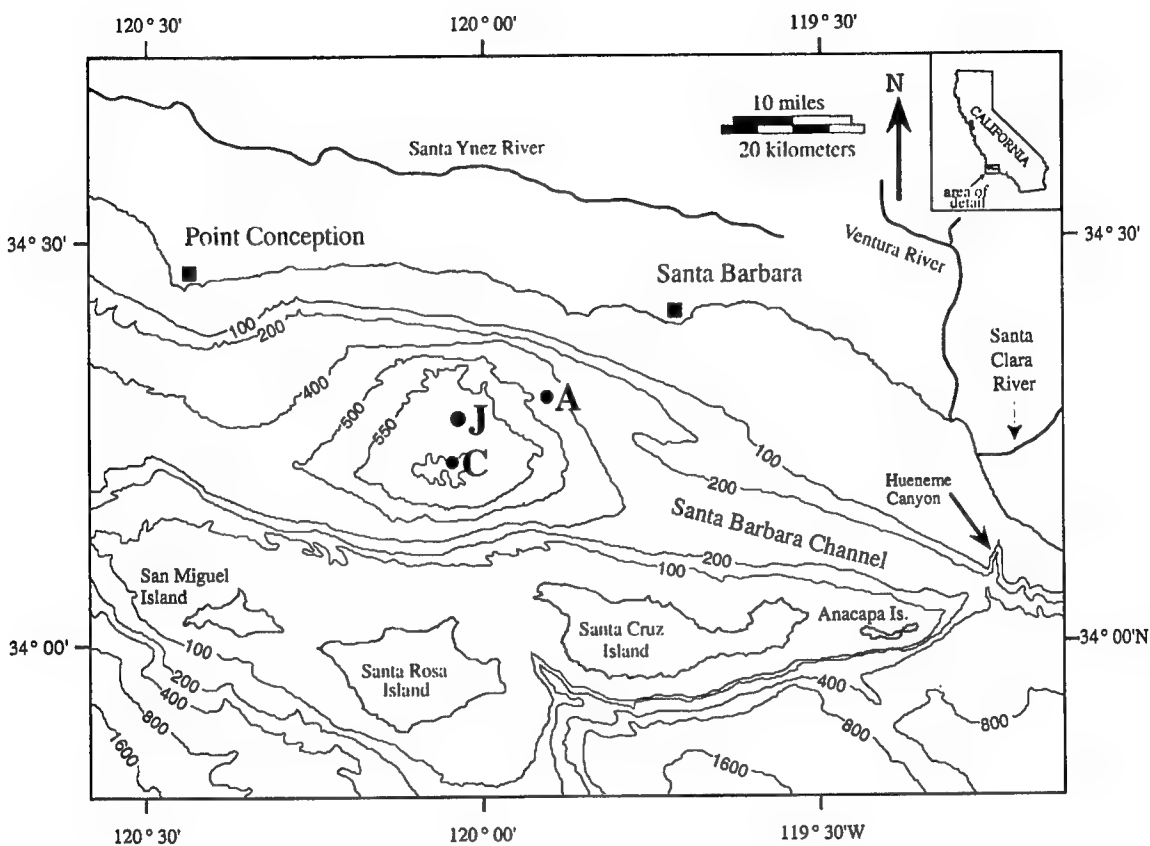 120° 30'
120° 00'
119° 30'
N
10 miles
20 kilometers
CALIFORNIA
area of
detail
Santa Ynez River
34° 30'
34° 30'
Point Conception
Santa Barbara
Ventura River
Santa
Clara
River
100
200
400
500
550
A
J
C
100
200
Hueneme
Canyon
Santa Barbara Channel
200
100
San Miguel
Island
Santa Cruz
Island
Anacapa Is.
34° 00'
34° 00'N
Santa Rosa
Island
100
200
400
800
1600
400
800
800
1600
120° 30'
120° 00'
119° 30'W